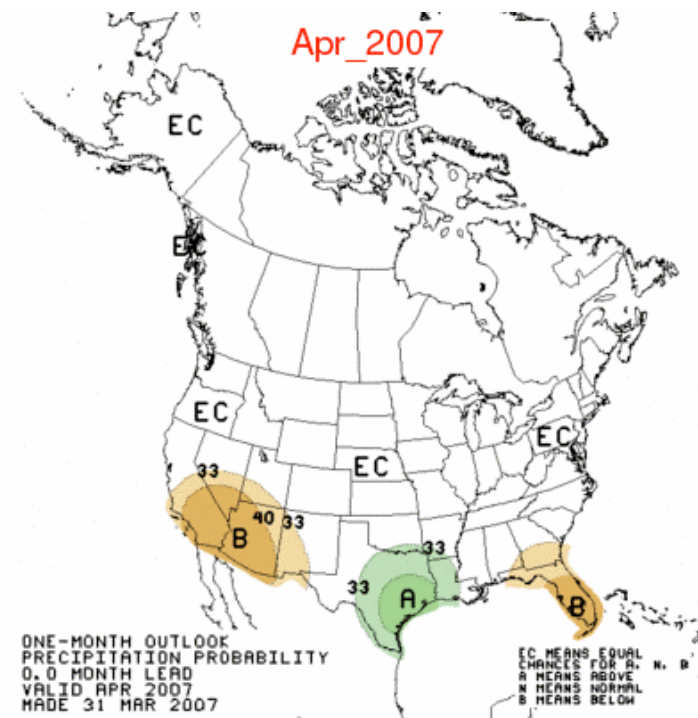 Apr_2007
EC
EC
EC
EC
EC
33
40 33
B
33
33
A
B
ONE-MONTH OUTLOOK
PRECIPITATION PROBABILITY
0.0 MONTH LEAD
VALID APR 2007
MADE 31 MAR 2007
EC MEANS EQUAL
CHANCES FOR A, N, B
A MEANS ABOVE
N MEANS NORMAL
B MEANS BELOW